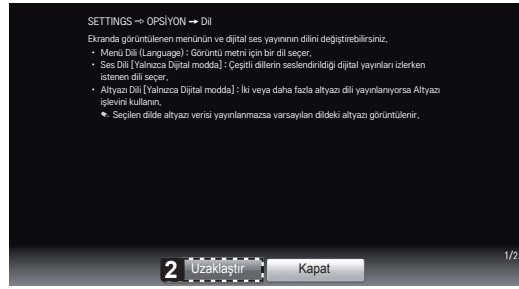 SETTINGS ⇨ OPSİYON ➙ Dil
Ekranda görüntülenen menünün ve dijital ses yayınının dilini değiştirebilirsiniz.
• Menü Dili (Language) : Görüntü metni için bir dil seçer.
• Ses Dili [Yalnızca Dijital modda] : Çeşitli dillerin seslendirildiği dijital yayınları izlerken
istenen dili seçer.
• Altyazı Dili [Yalnızca Dijital modda] : İki veya daha fazla altyazı dili yayınlanıyorsa Altyazı
işlevini kullanın.
✎ Seçilen dilde altyazı verisi yayınlanmazsa varsayılan dildeki altyazı görüntülenir.
1/2
2 Uzaklaştır Kapat